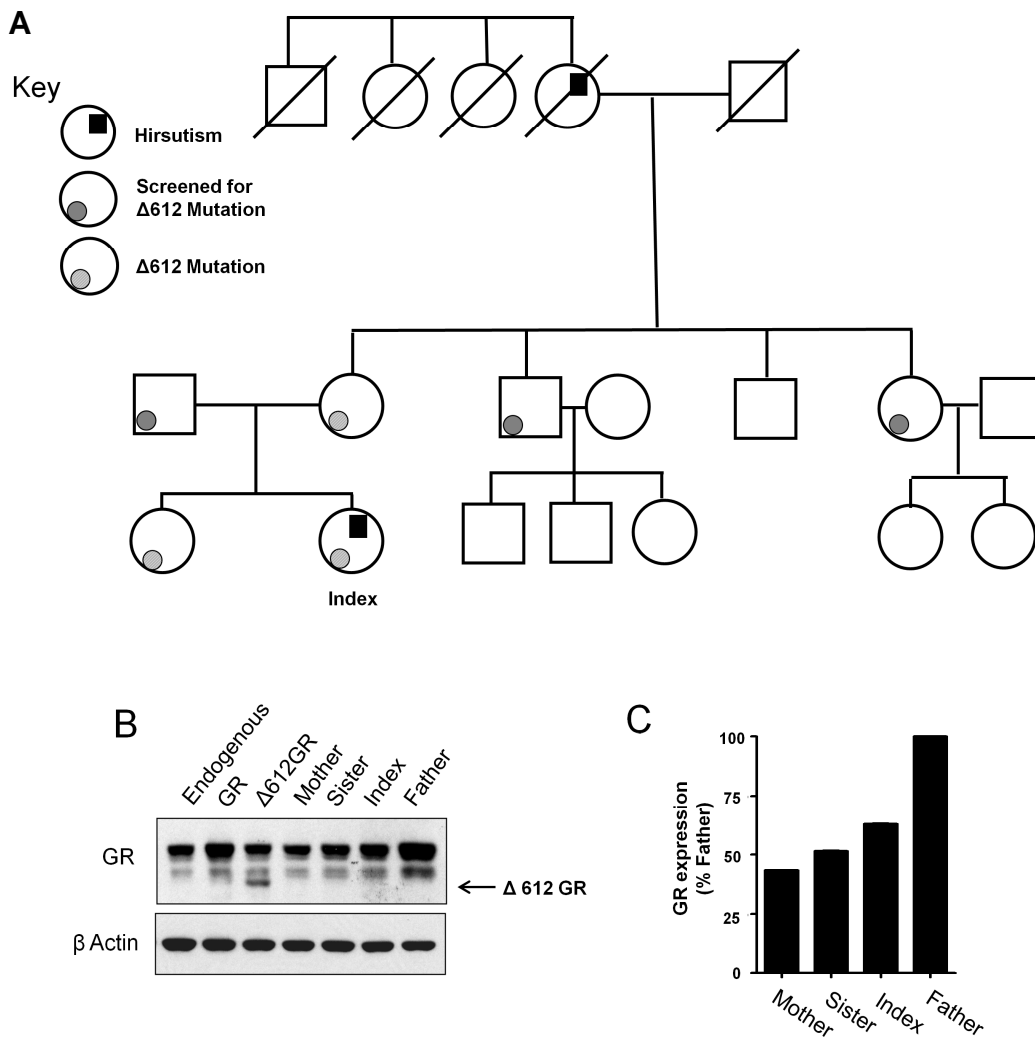 A
Key
Hirsutism
Screened for
Δ612 Mutation
Δ612 Mutation
Index
B
Endogenous
GR
Δ612GR
Mother
Sister
Index
Father
GR
Δ 612 GR
β Actin
C
GR expression
(% Father)
100
75
50
25
0
Mother
Sister
Index
Father